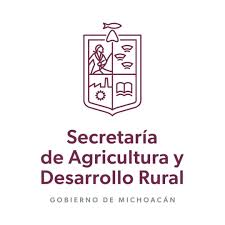 Secretaría
de Agricultura y
Desarrollo Rural
GOBIERNO DE MICHOACÁN